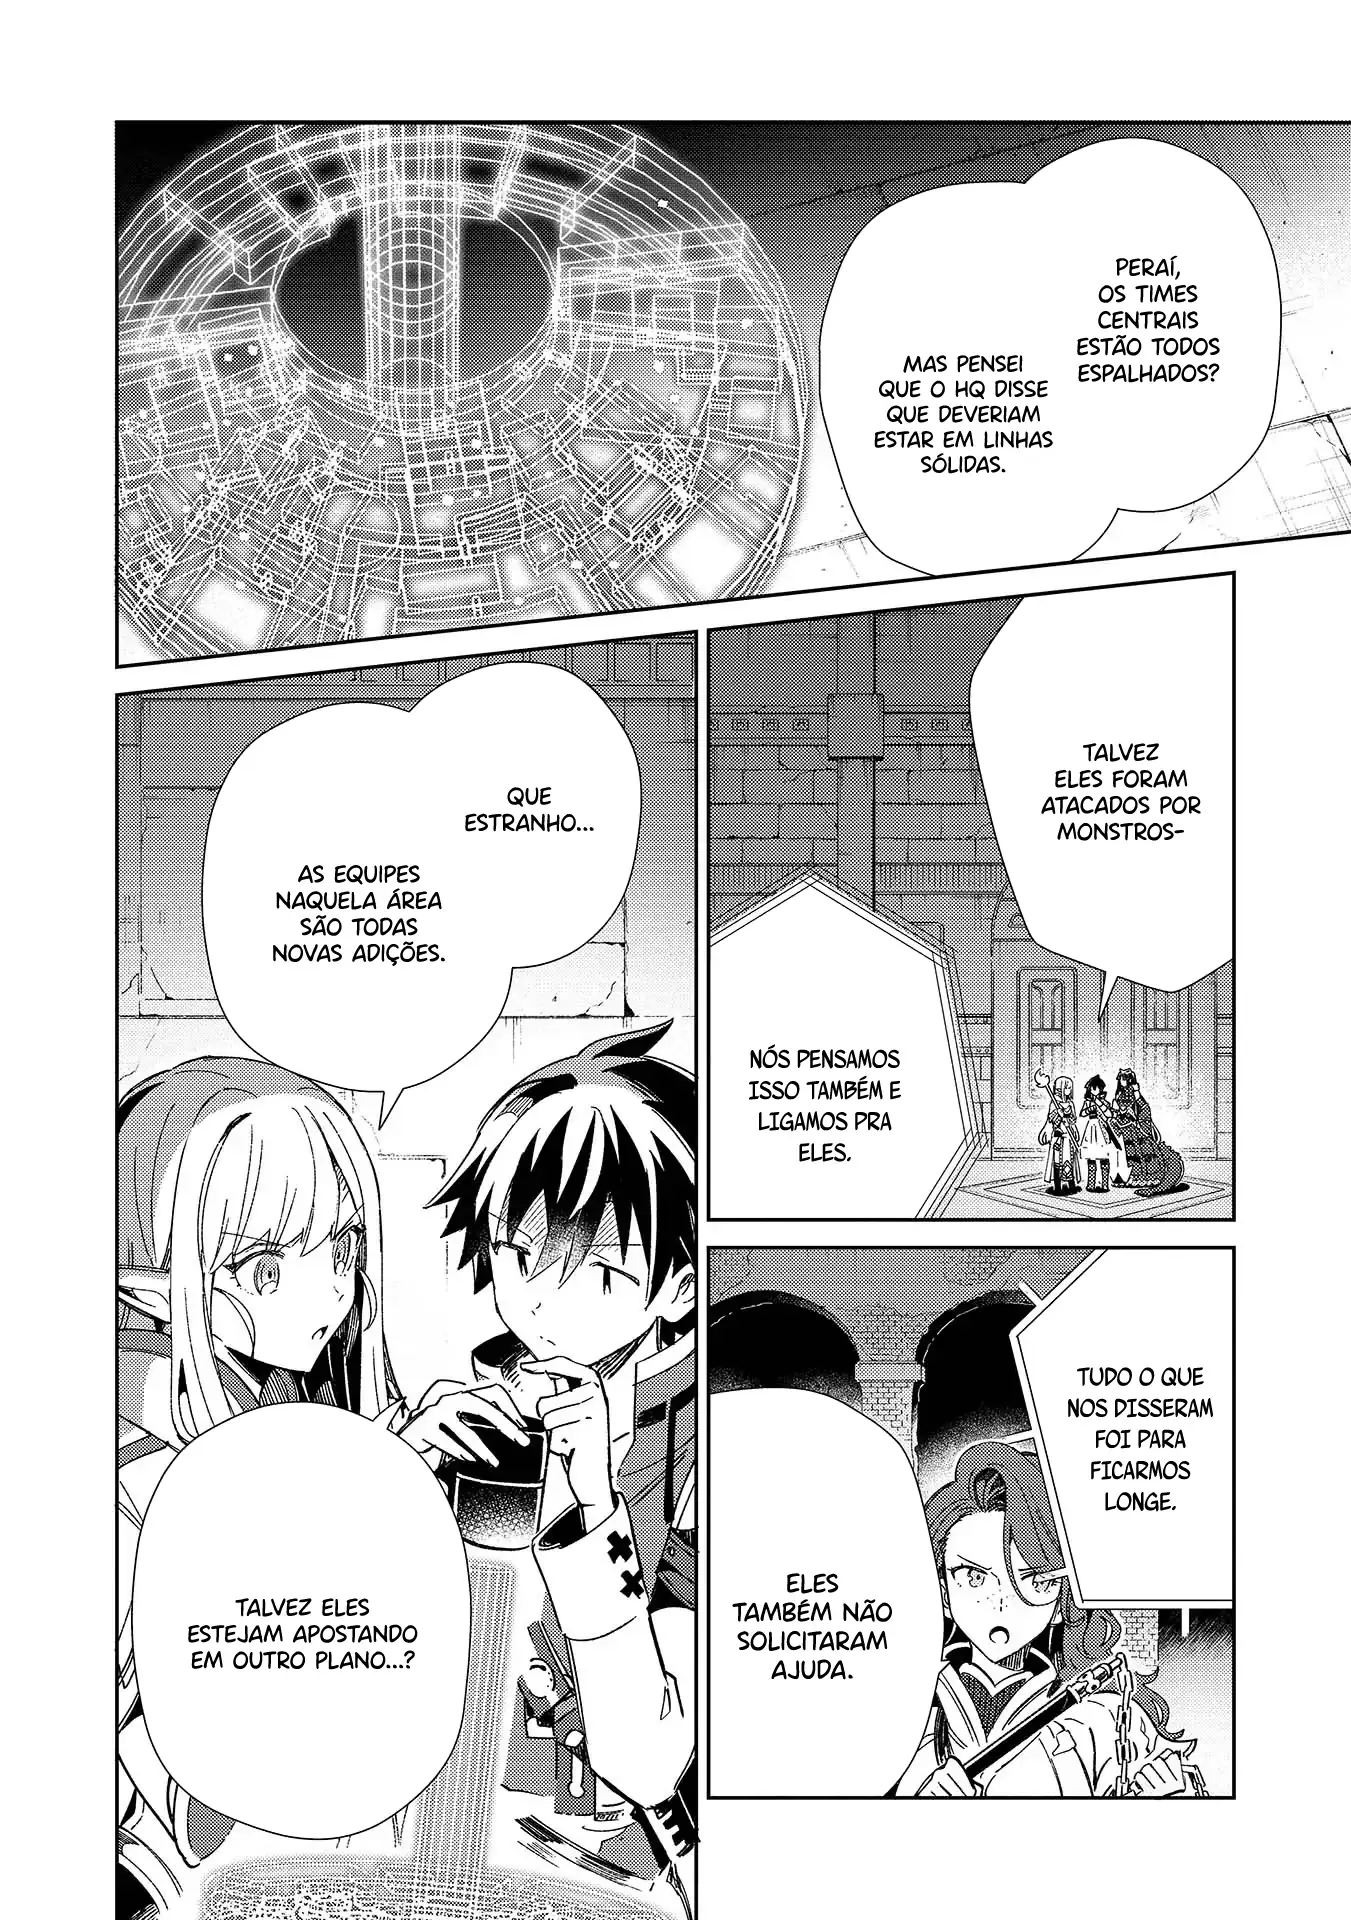 PERAÍ,
OS TIMES
CENTRAIS
ESTÃO TODOS
ESPALHADOS?
MAS PENSEI
QUE O HQ DISSE
QUE DEVERIAM
ESTAR EM LINHAS
SÓLIDAS.
TALVEZ
ELES FORAM
ATACADOS POR
MONSTROS-
NÓS PENSAMOS
ISSO TAMBÉM E
LIGAMOS PRA
ELES.
TUDO O QUE
NOS DISSERAM
FOI PARA
FICARMOS
LONGE.
ELES
TAMBÉM NÃO
SOLICITARAM
AJUDA.
QUE
ESTRANHO...
AS EQUIPES
NAQUELA ÁREA
SÃO TODAS
NOVAS ADIÇÕES.
TALVEZ ELES
ESTEJAM APOSTANDO
EM OUTRO PLANO...?